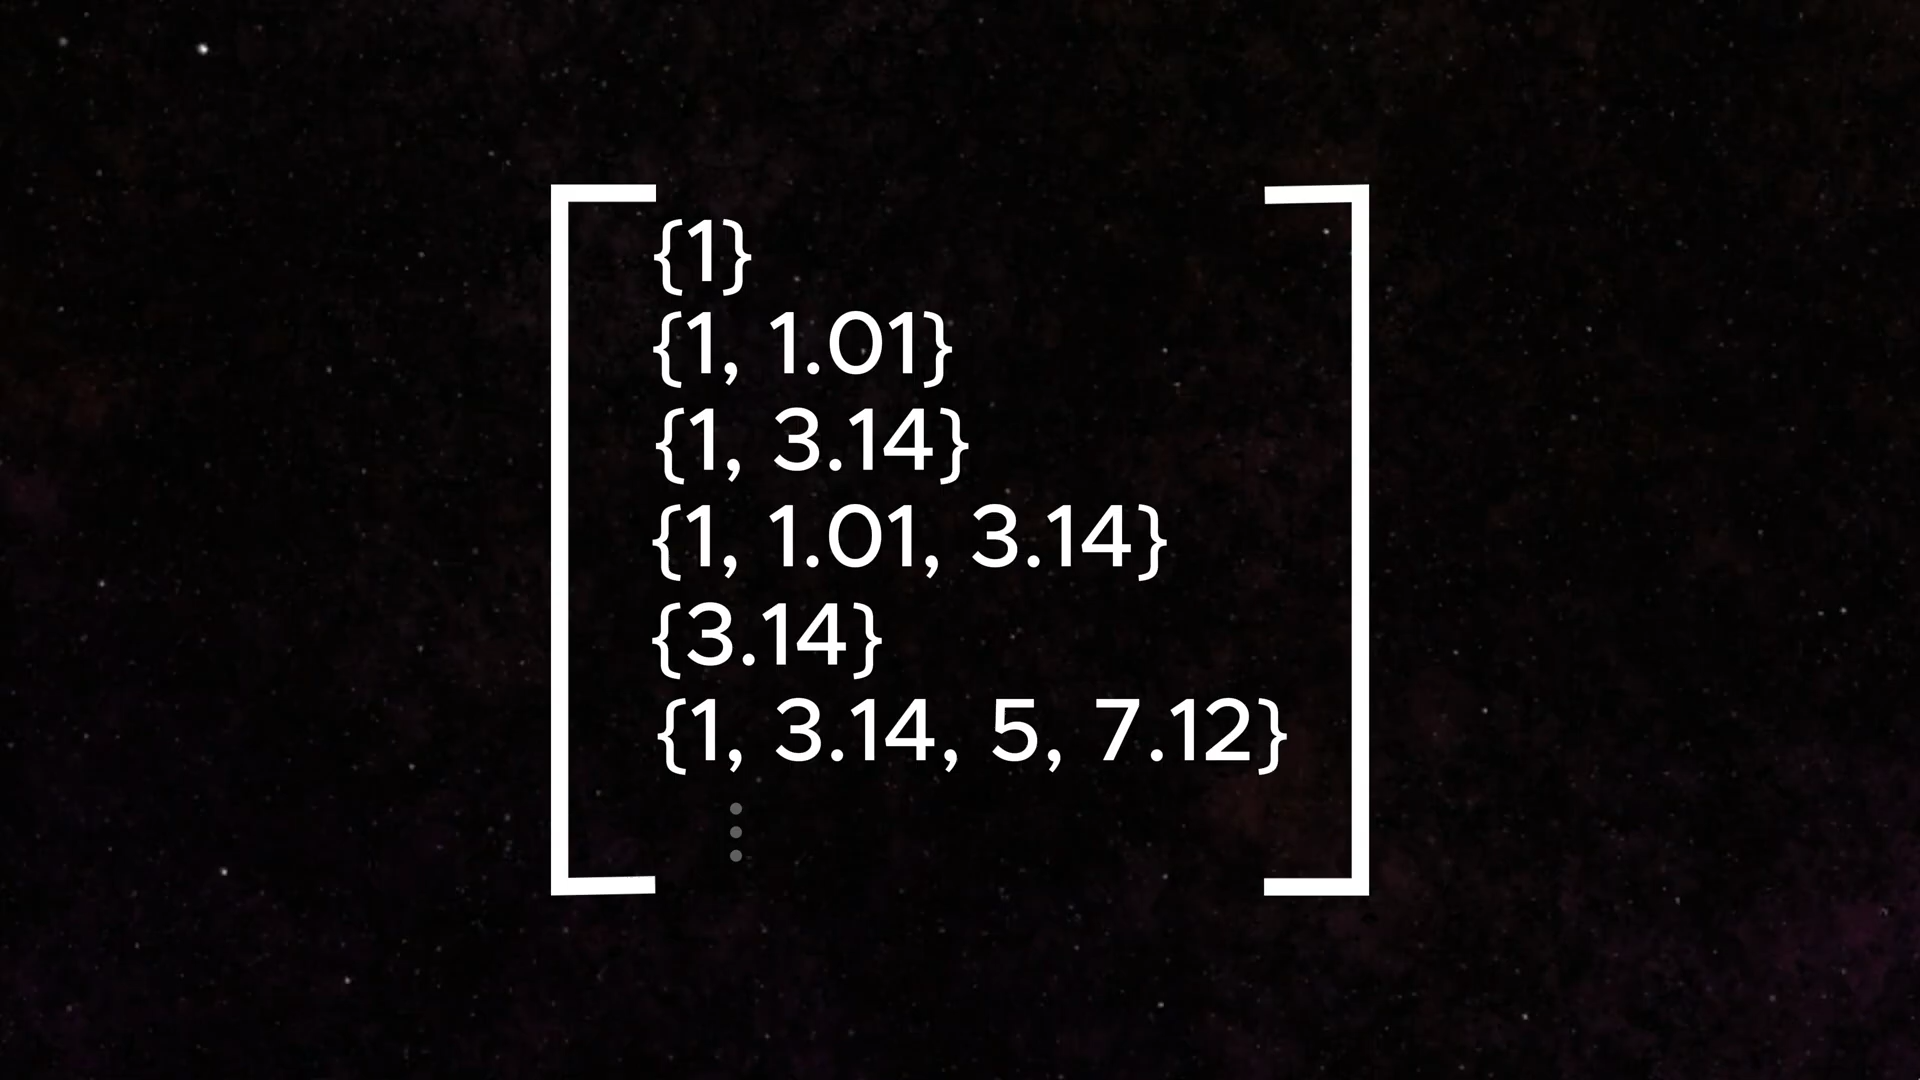 {1}
{1, 1.01}
{1, 3.14}
{1, 1.01, 3.14}
{3.14}
{1, 3.14, 5, 7.12}